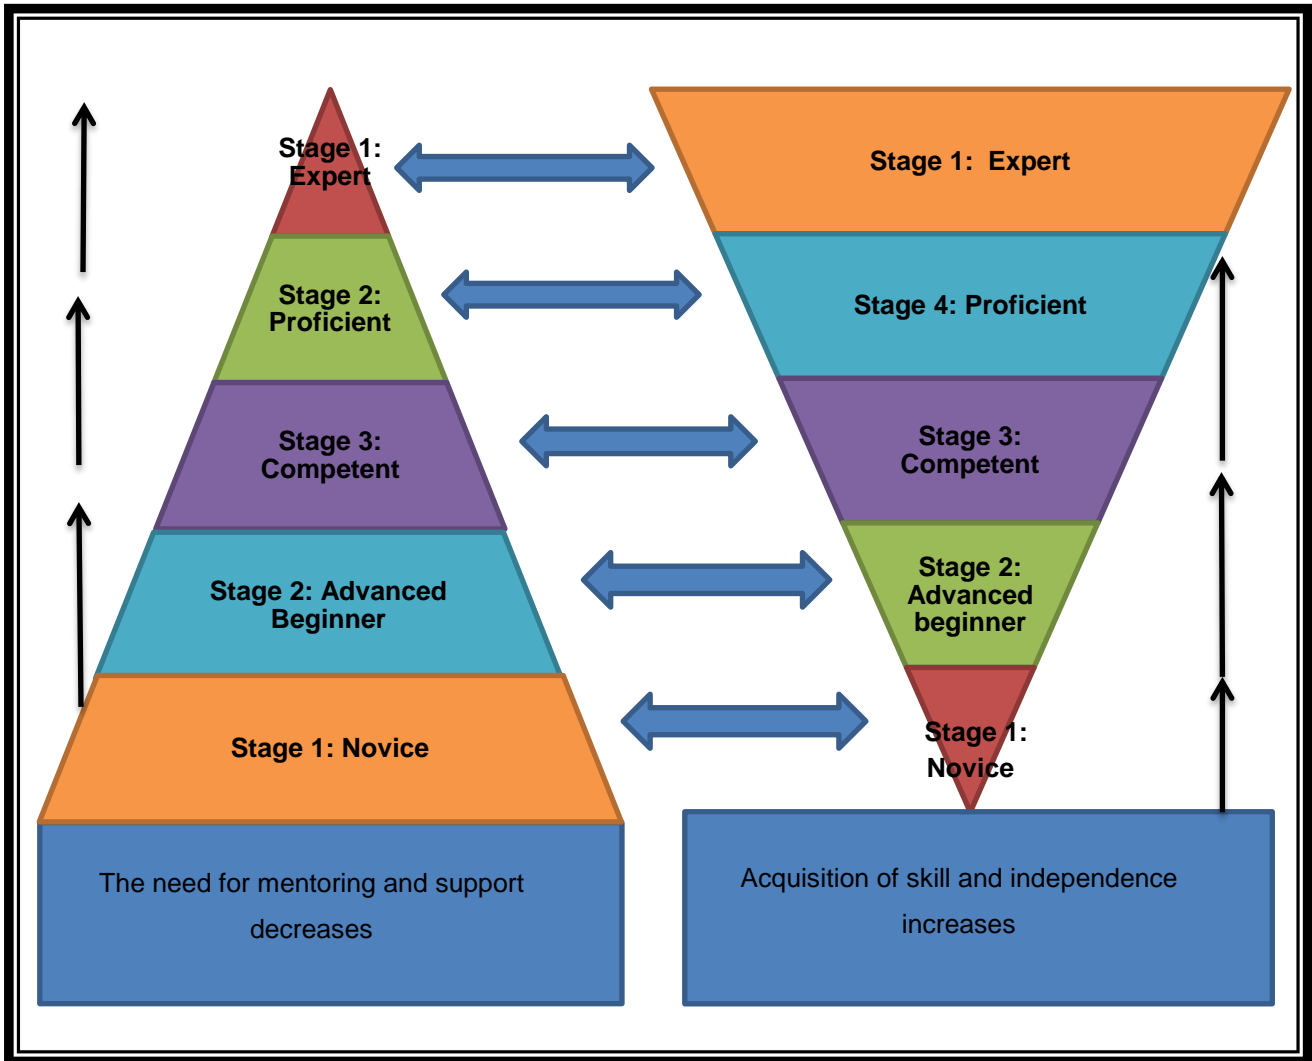 Stage 1:
Expert
Stage 2:
Proficient
Stage 3:
Competent
Stage 2: Advanced
Beginner
Stage 1: Novice
The need for mentoring and support
decreases
Stage 1:  Expert
Stage 4: Proficient
Stage 3:
Competent
Stage 2:
Advanced
beginner
Stage 1:
Novice
Acquisition of skill and independence
increases